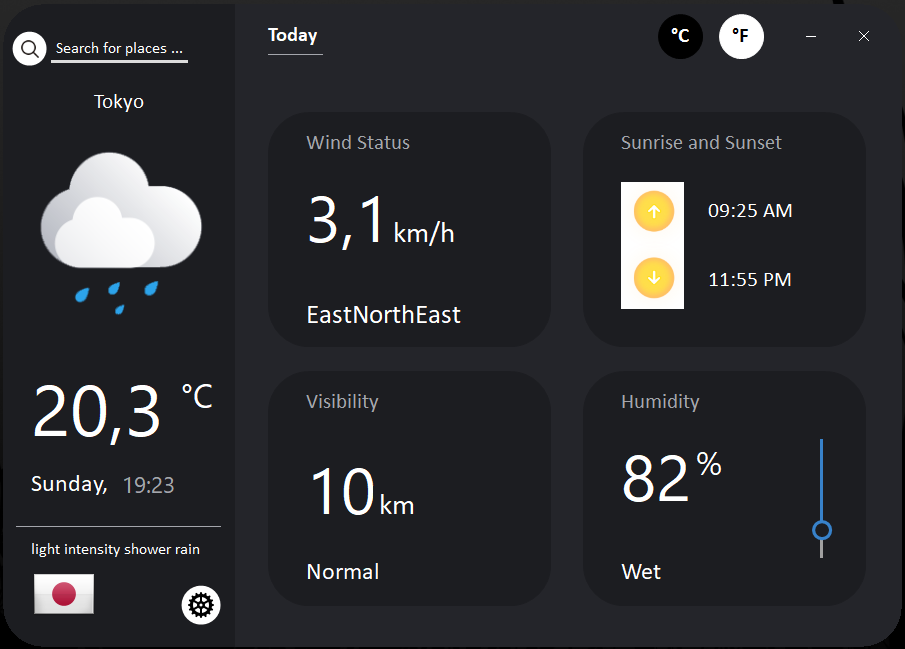 Search for places ...
Tokyo
20,3 °C
Sunday, 19:23
light intensity shower rain
Today
°C
°F
Wind Status
3,1 km/h
EastNorthEast
Sunrise and Sunset
09:25 AM
11:55 PM
Visibility
10 km
Normal
Humidity
82 %
Wet